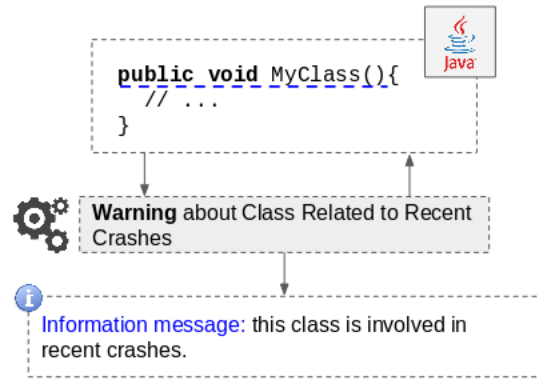 Java
public void MyClass(){
// ...
}
Warning about Class Related to Recent
Crashes
i
Information message: this class is involved in
recent crashes.